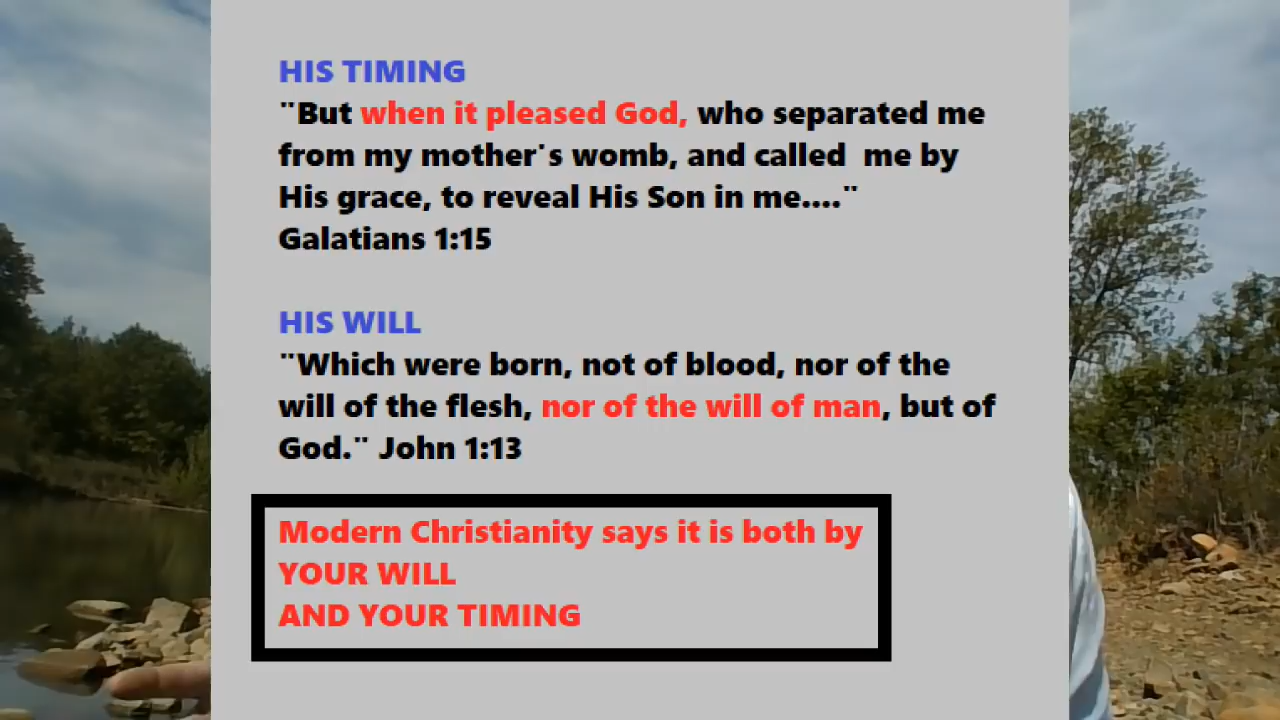 HIS TIMING
"But when it pleased God, who separated me
from my mother's womb, and called  me by
His grace, to reveal His Son in me...."
Galatians 1:15
HIS WILL
"Which were born, not of blood, nor of the
will of the flesh, nor of the will of man, but of
God." John 1:13
Modern Christianity says it is both by
YOUR WILL
AND YOUR TIMING